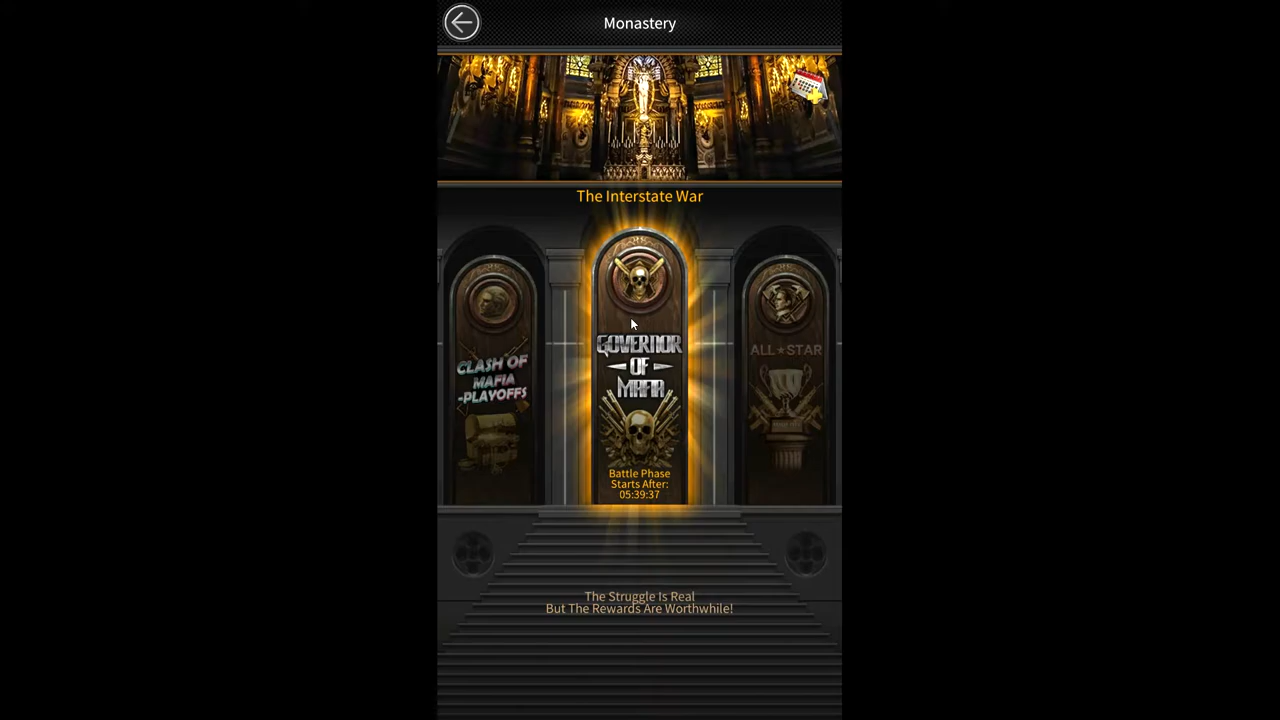 Monastery
The Interstate War
CLASH OF
MAFIA
-PLAYOFFS
GOVERNOR
OF
MAFIA
Battle Phase
Starts After:
05:39:37
ALL★STAR
The Struggle Is Real
But The Rewards Are Worthwhile!